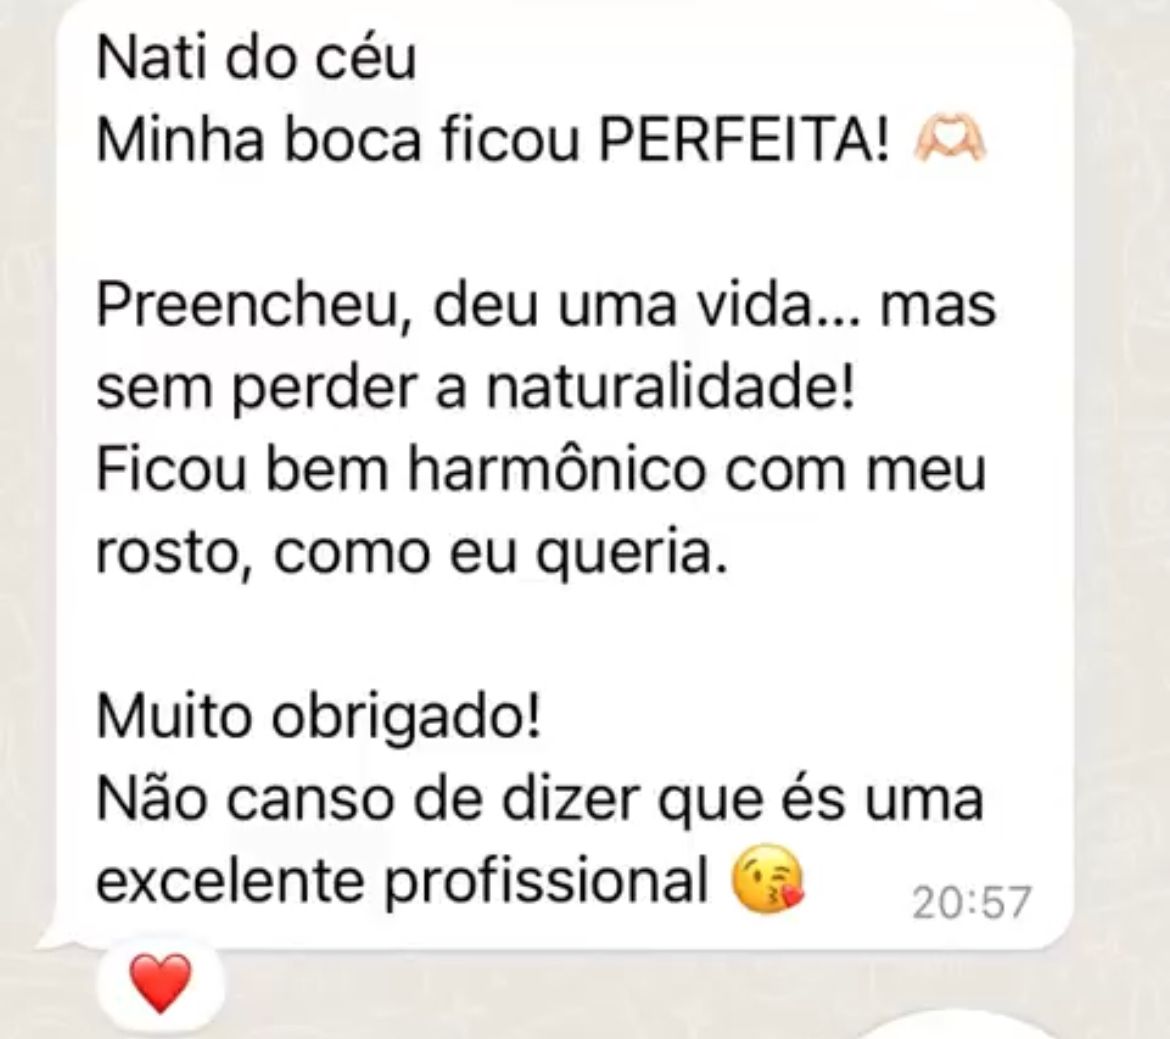 Nati do céu
Minha boca ficou PERFEITA! 🫶🏻
Preencheu, deu uma vida... mas
sem perder a naturalidade!
Ficou bem harmônico com meu
rosto, como eu queria.
Muito obrigado!
Não canso de dizer que és uma
excelente profissional 😘
20:57
❤️